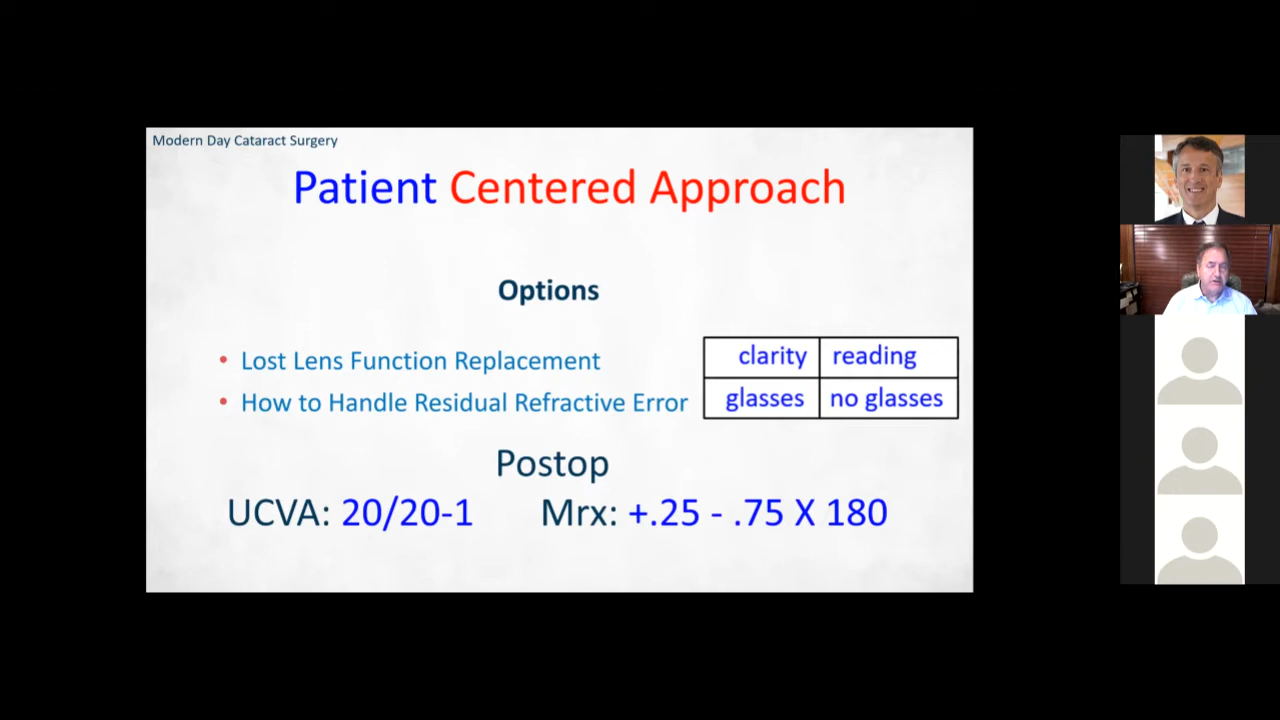 Modern Day Cataract Surgery
Patient Centered Approach
Options
• Lost Lens Function Replacement
• How to Handle Residual Refractive Error
clarity reading
glasses no glasses
Postop
UCVA: 20/20-1 Mrx: +.25 - .75 X 180